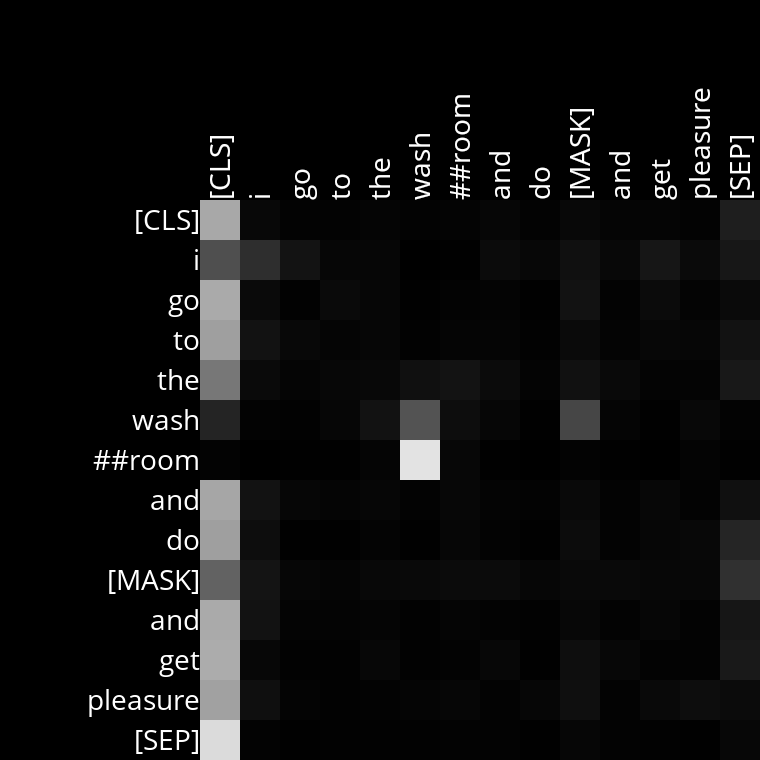 [CLS] i go to the wash ##room and do [MASK] and get pleasure [SEP]
[CLS]
i
go
to
the
wash
##room
and
do
[MASK]
and
get
pleasure
[SEP]